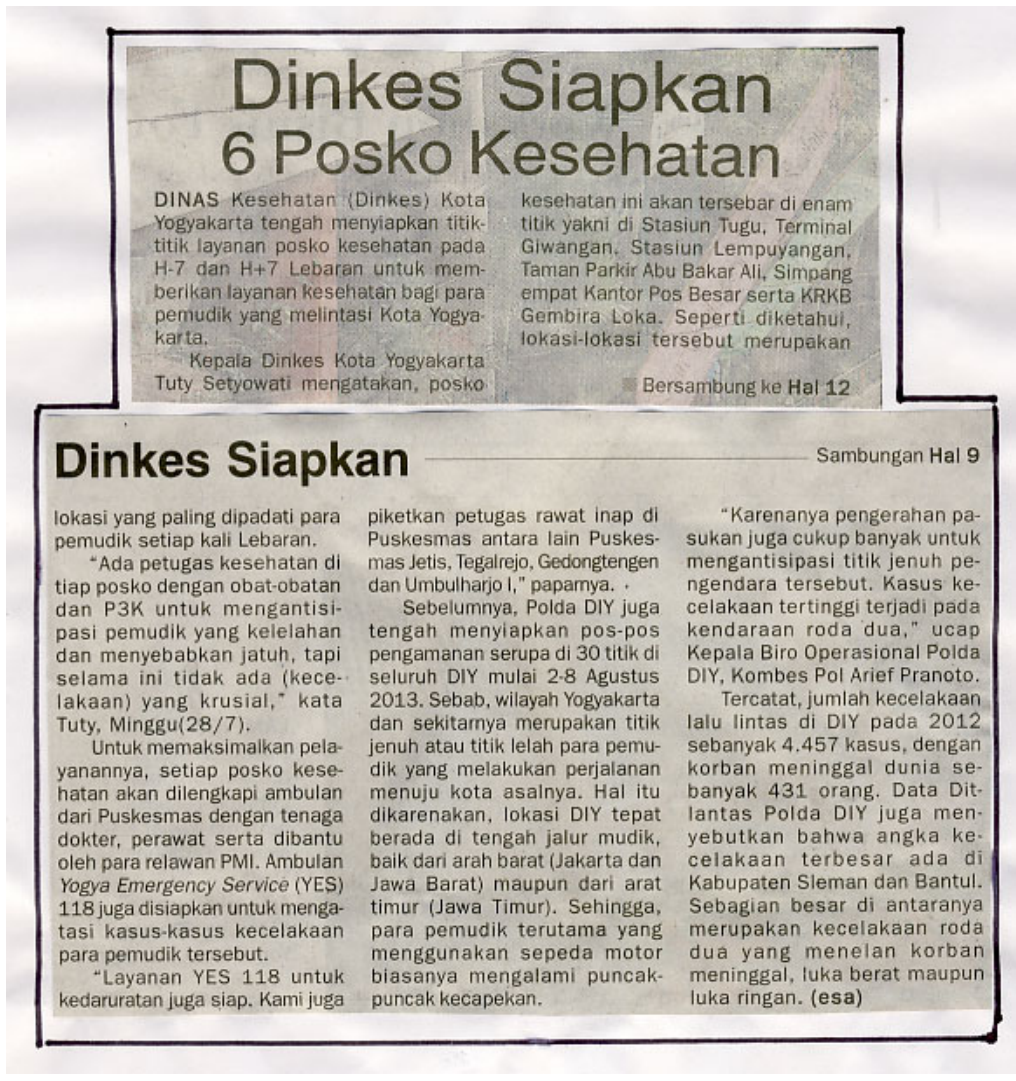 Dinkes Siapkan
6 Posko Kesehatan
DINAS Kesehatan (Dinkes) Kota
Yogyakarta tengah menyiapkan titik-
titik layanan posko kesehatan pada
H-7 dan H+7 Lebaran untuk mem-
berikan layanan kesehatan bagi para
pemudik yang melintasi Kota Yogya-
karta.
Kepala Dinkes Kota Yogyakarta
Tuty Setyowati mengatakan, posko
kesehatan ini akan tersebar di enam
titik yakni di Stasiun Tugu, Terminal
Giwangan, Stasiun Lempuyangan,
Taman Parkir Abu Bakar Ali, Simpang
empat Kantor Pos Besar serta KRKB
Gembira Loka. Seperti diketahui,
lokasi-lokasi tersebut merupakan
Bersambung ke Hal 12
Dinkes Siapkan
Sambungan Hal 9
lokasi yang paling dipadati para
pemudik setiap kali Lebaran.
"Ada petugas kesehatan di
tiap posko dengan obat-obatan
dan P3K untuk mengantisi-
pasi pemudik yang kelelahan
dan menyebabkan jatuh, tapi
selama ini tidak ada (kece-
lakaan) yang krusial," kata
Tuty, Minggu(28/7).
Untuk memaksimalkan pela-
yanannya, setiap posko kese-
hatan akan dilengkapi ambulan
dari Puskesmas dengan tenaga
dokter, perawat serta dibantu
oleh para relawan PMI. Ambulan
Yogya Emergency Service (YES)
118 juga disiapkan untuk menga-
tasi kasus-kasus kecelakaan
para pemudik tersebut.
"Layanan YES 118 untuk
kedaruratan juga siap. Kami juga
piketkan petugas rawat inap di
Puskesmas antara lain Puskes-
mas Jetis, Tegalrejo, Gedongtengen
dan Umbulharjo I," paparnya.
Sebelumnya, Polda DIY juga
tengah menyiapkan pos-pos
pengamanan serupa di 30 titik di
seluruh DIY mulai 2-8 Agustus
2013. Sebab, wilayah Yogyakarta
dan sekitarnya merupakan titik
jenuh atau titik lelah para pemu-
dik yang melakukan perjalanan
menuju kota asalnya. Hal itu
dikarenakan, lokasi DIY tepat
berada di tengah jalur mudik,
baik dari arah barat (Jakarta dan
Jawa Barat) maupun dari arat
timur (Jawa Timur). Sehingga,
para pemudik terutama yang
menggunakan sepeda motor
biasanya mengalami puncak-
puncak kecapekan.
"Karenanya pengerahan pa-
sukan juga cukup banyak untuk
mengantisipasi titik jenuh pe-
ngendara tersebut. Kasus ke-
celakaan tertinggi terjadi pada
kendaraan roda dua," ucap
Kepala Biro Operasional Polda
DIY, Kombes Pol Arief Pranoto.
Tercatat, jumlah kecelakaan
lalu lintas di DIY pada 2012
sebanyak 4.457 kasus, dengan
korban meninggal dunia se-
banyak 431 orang. Data Dit-
lantas Polda DIY juga men-
yebutkan bahwa angka ke-
celakaan terbesar ada di
Kabupaten Sleman dan Bantul.
Sebagian besar di antaranya
merupakan kecelakaan roda
dua yang menelan korban
meninggal, luka berat maupun
luka ringan. (esa)